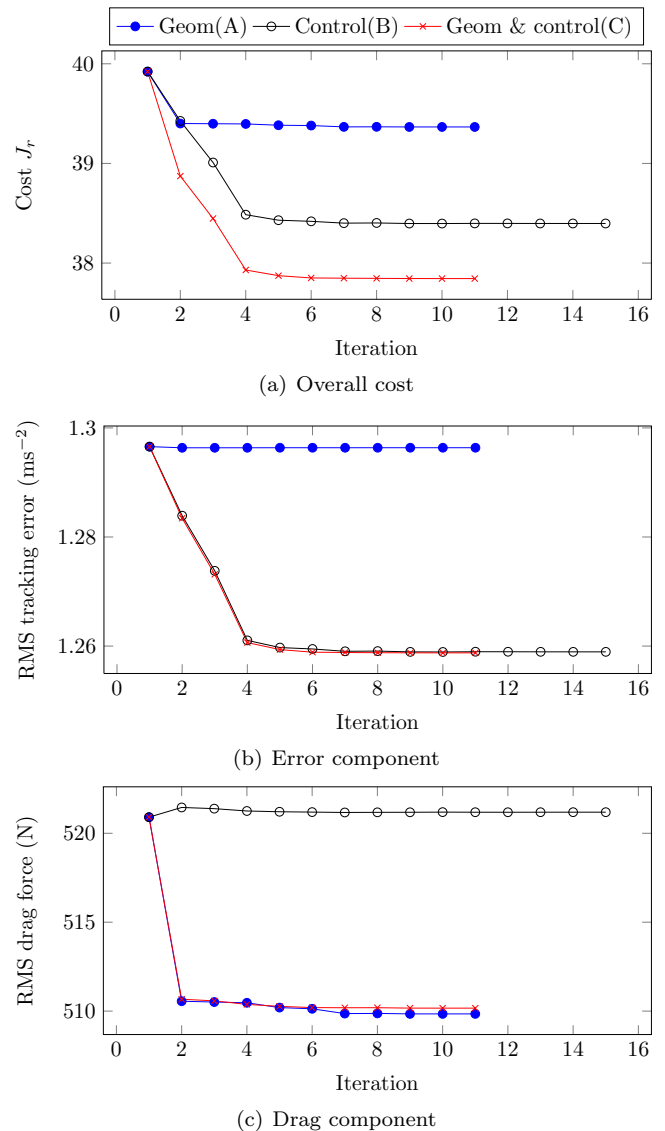 Geom(A) Control(B) Geom & control(C)
40
39
38
Cost J_r
0 2 4 6 8 10 12 14 16
Iteration
(a) Overall cost
1.3
1.28
1.26
RMS tracking error (ms⁻²)
0 2 4 6 8 10 12 14 16
Iteration
(b) Error component
520
515
510
RMS drag force (N)
0 2 4 6 8 10 12 14 16
Iteration
(c) Drag component